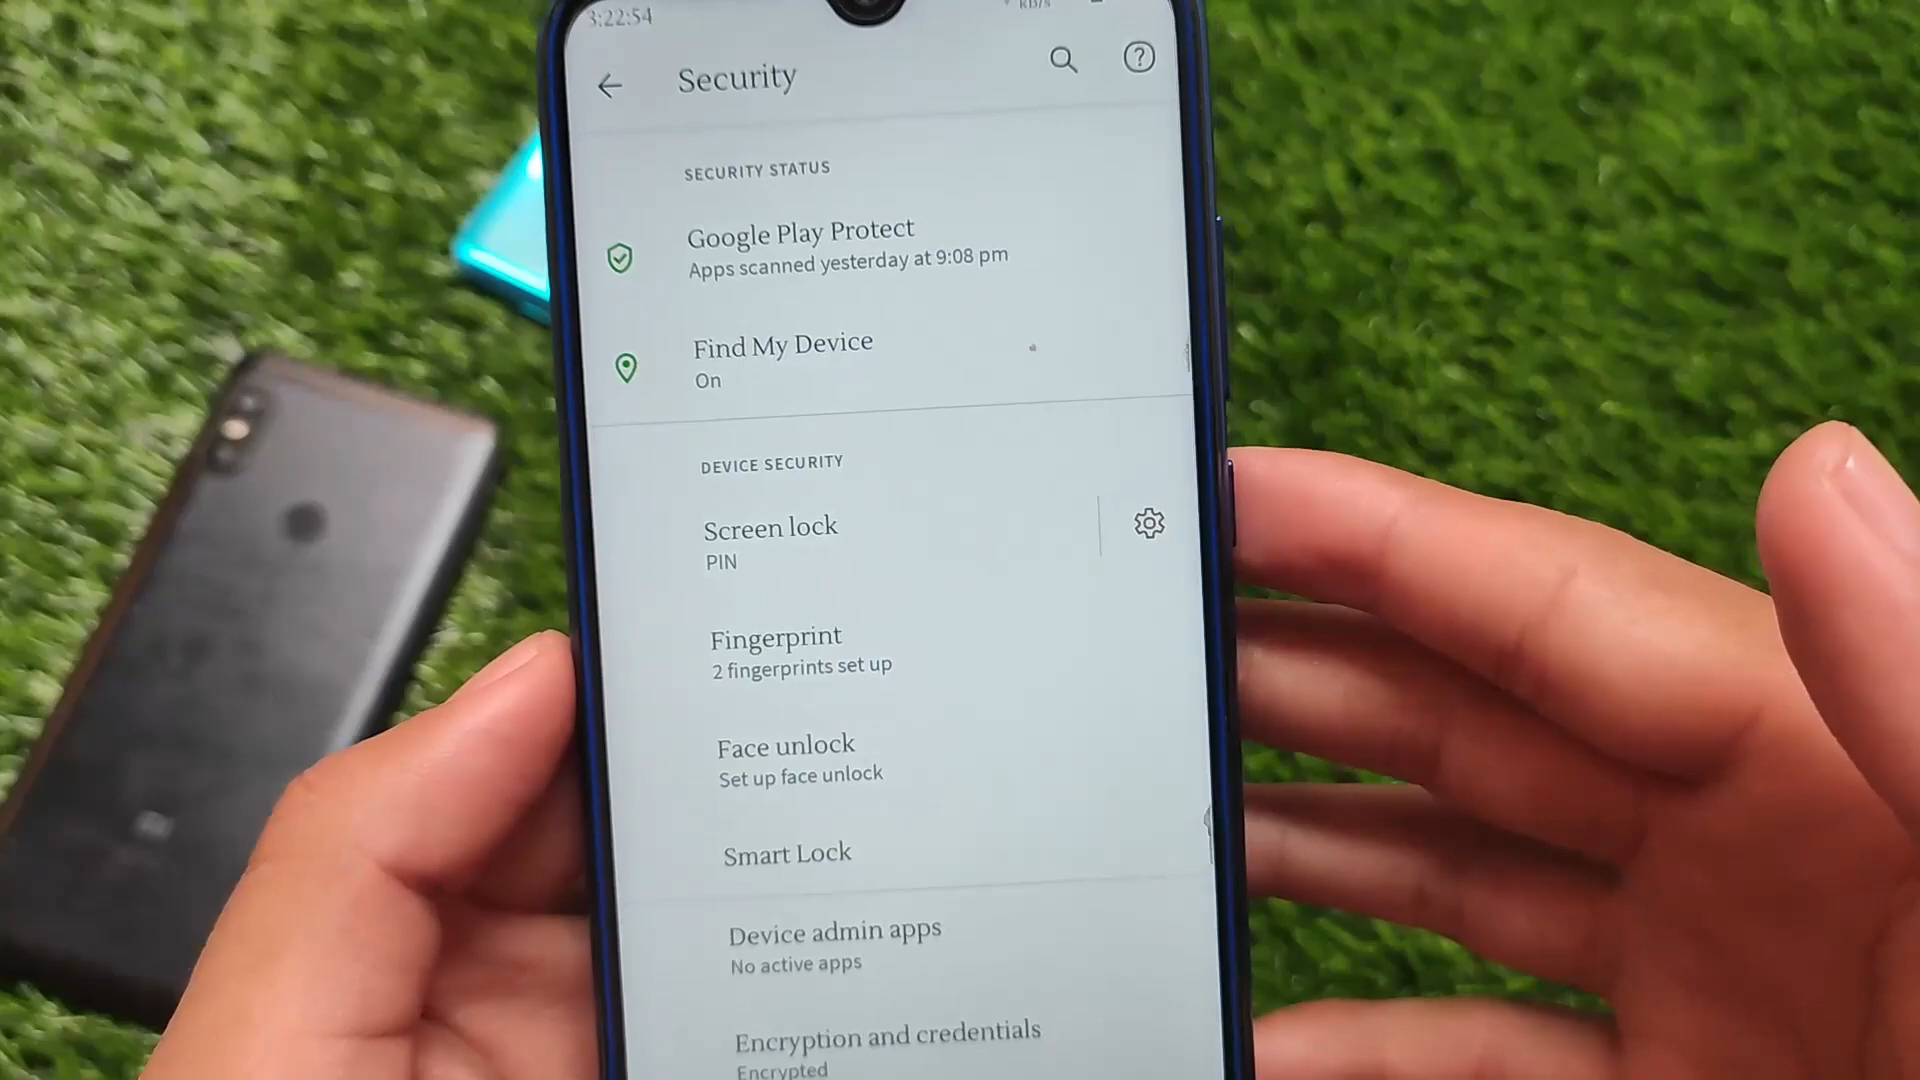 3:22:54
KB/s
Security
SECURITY STATUS
Google Play Protect
Apps scanned yesterday at 9:08 pm
Find My Device
On
DEVICE SECURITY
Screen lock
PIN
Fingerprint
2 fingerprints set up
Face unlock
Set up face unlock
Smart Lock
Device admin apps
No active apps
Encryption and credentials
Encrypted